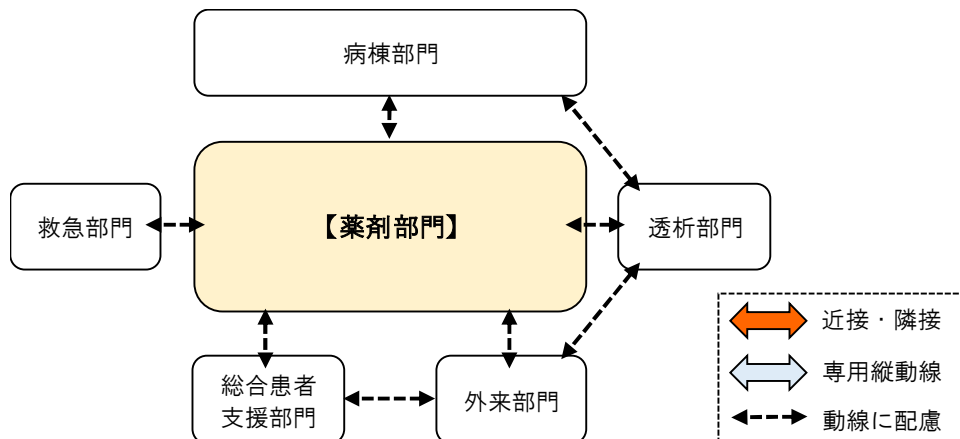 病棟部門
救急部門
【薬剤部門】
透析部門
総合患者
支援部門
外来部門
近接・隣接
専用縦動線
動線に配慮